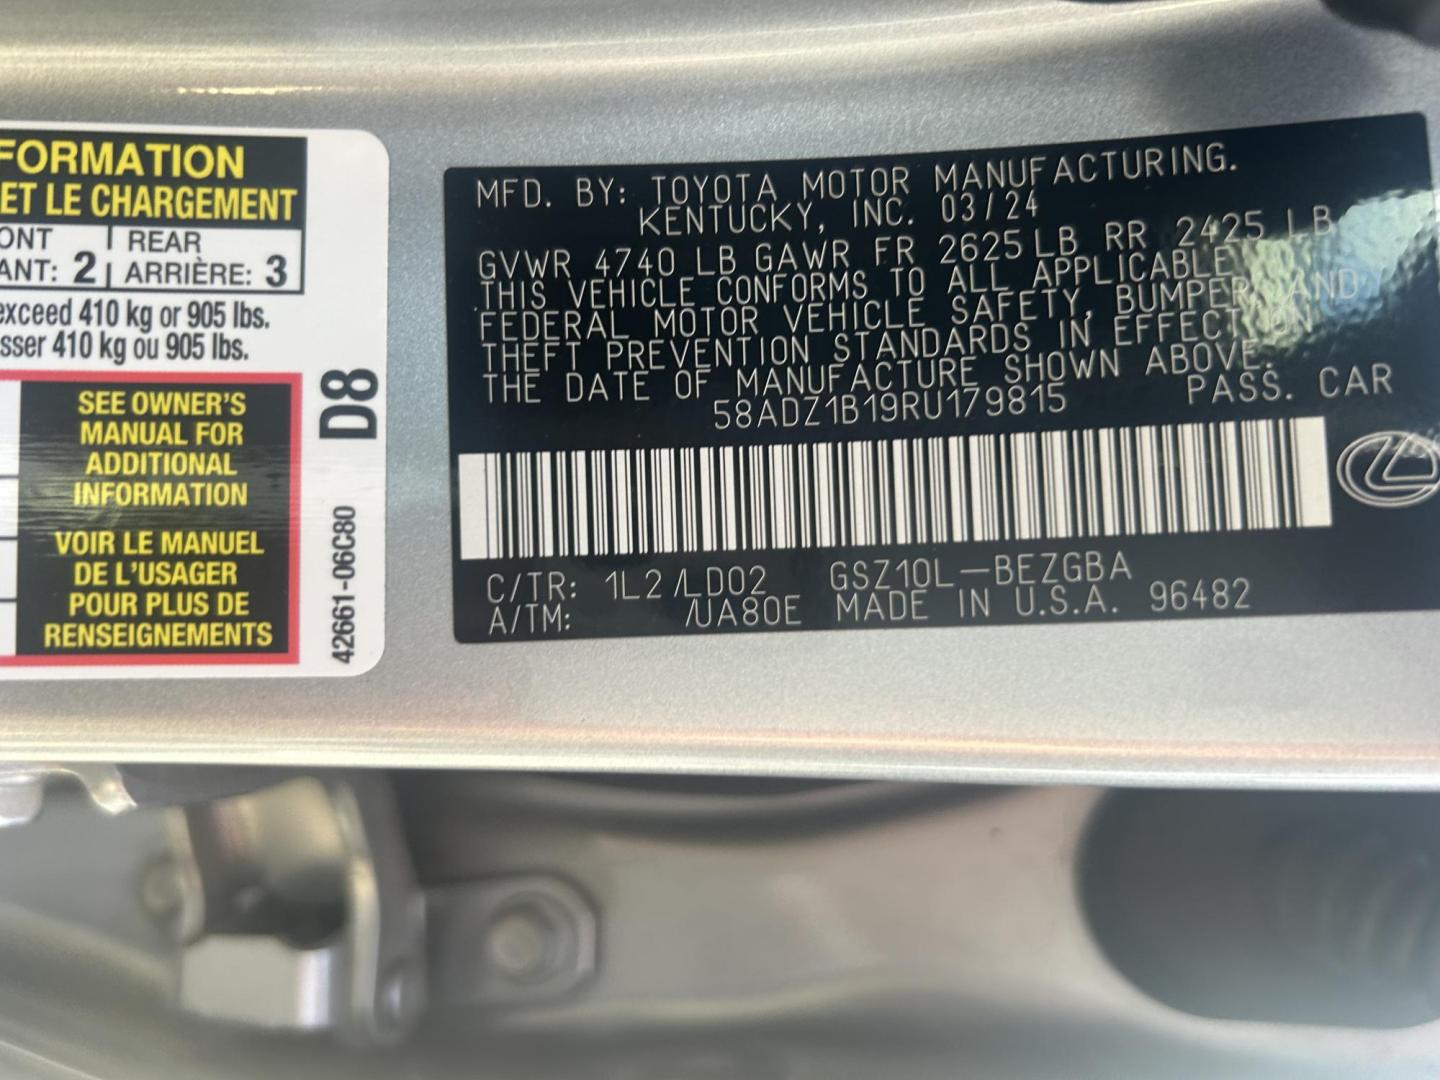 FORMATION
ET LE CHARGEMENT
ONT | REAR
ANT: 2 | ARRIÈRE: 3
exceed 410 kg or 905 lbs.
sser 410 kg ou 905 lbs.
SEE OWNER'S
MANUAL FOR
ADDITIONAL
INFORMATION
VOIR LE MANUEL
DE L'USAGER
POUR PLUS DE
RENSEIGNEMENTS
D8
42661-06C80
MFD. BY: TOYOTA MOTOR MANUFACTURING.
KENTUCKY, INC. 03/24
GVWR 4740 LB GAWR FR 2625 LB RR 2425 LB
THIS VEHICLE CONFORMS TO ALL APPLICABLE
FEDERAL MOTOR VEHICLE SAFETY, BUMPER, AND
THEFT PREVENTION STANDARDS IN EFFECT ON
THE DATE OF MANUFACTURE SHOWN ABOVE.
58ADZ1B19RU179815 PASS. CAR
C/TR: 1L2 /LD02 GSZ10L-BEZGBA
A/TM: /UA80E MADE IN U.S.A. 96482